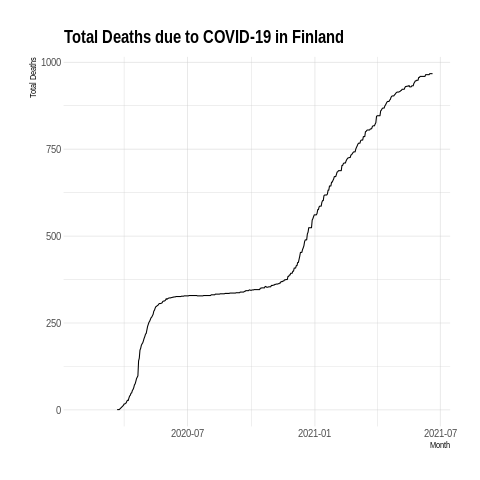 Total Deaths due to COVID-19 in Finland
Total Deaths
1000
750
500
250
0
2020-07
2021-01
2021-07
Month